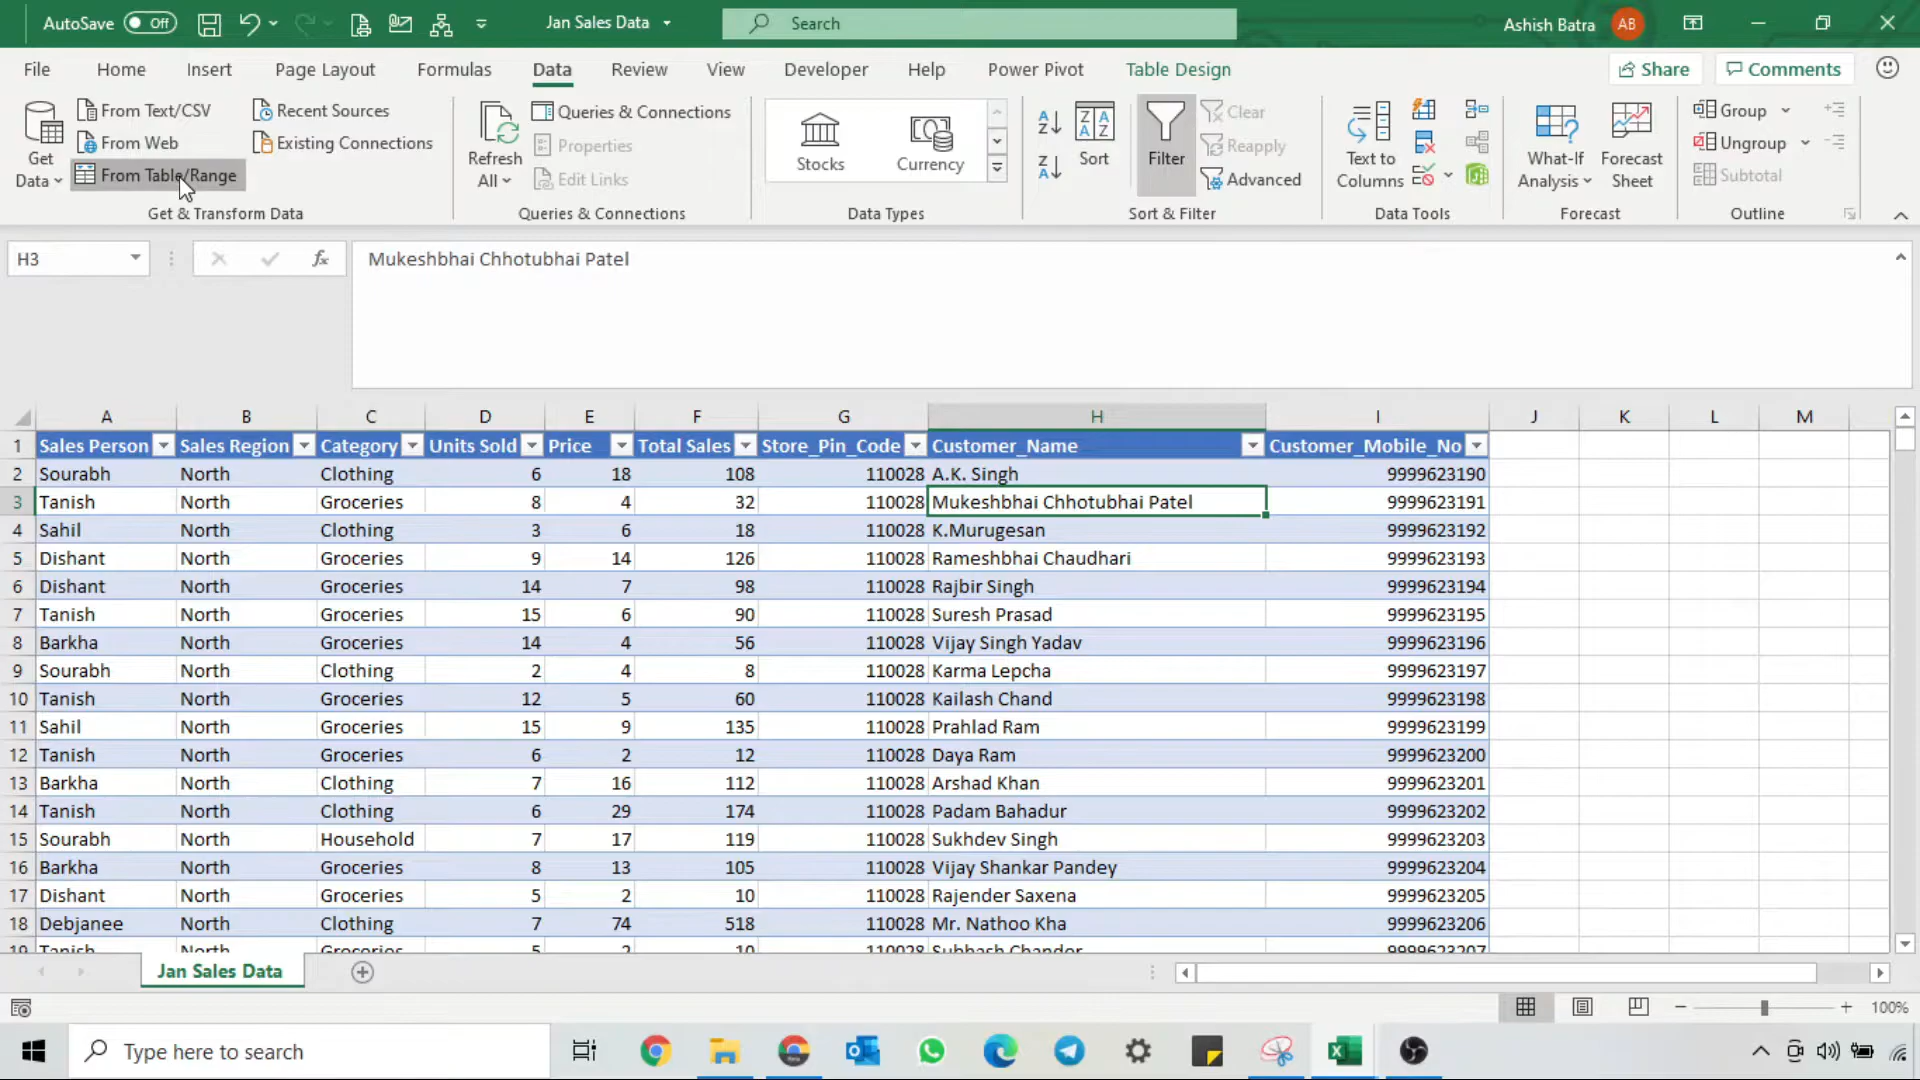 AutoSave Off Jan Sales Data Search Ashish Batra AB
File Home Insert Page Layout Formulas Data Review View Developer Help Power Pivot Table Design Share Comments
Get Data From Text/CSV From Web From Table/Range Recent Sources Existing Connections
Get & Transform Data
Refresh All Queries & Connections Properties Edit Links
Queries & Connections
Stocks Currency
Data Types
Sort Filter Clear Reapply Advanced
Sort & Filter
Text to Columns
Data Tools
What-If Analysis Forecast Sheet
Forecast
Group Ungroup Subtotal
Outline
H3 fx Mukeshbhai Chhotubhai Patel
A B C D E F G H I J K L M
1 Sales Person Sales Region Category Units Sold Price Total Sales Store_Pin_Code Customer_Name Customer_Mobile_No
2 Sourabh North Clothing 6 18 108 110028 A.K. Singh 9999623190
3 Tanish North Groceries 8 4 32 110028 Mukeshbhai Chhotubhai Patel 9999623191
4 Sahil North Clothing 3 6 18 110028 K.Murugesan 9999623192
5 Dishant North Groceries 9 14 126 110028 Rameshbhai Chaudhari 9999623193
6 Dishant North Groceries 14 7 98 110028 Rajbir Singh 9999623194
7 Tanish North Groceries 15 6 90 110028 Suresh Prasad 9999623195
8 Barkha North Groceries 14 4 56 110028 Vijay Singh Yadav 9999623196
9 Sourabh North Clothing 2 4 8 110028 Karma Lepcha 9999623197
10 Tanish North Groceries 12 5 60 110028 Kailash Chand 9999623198
11 Sahil North Groceries 15 9 135 110028 Prahlad Ram 9999623199
12 Tanish North Groceries 6 2 12 110028 Daya Ram 9999623200
13 Barkha North Clothing 7 16 112 110028 Arshad Khan 9999623201
14 Tanish North Clothing 6 29 174 110028 Padam Bahadur 9999623202
15 Sourabh North Household 7 17 119 110028 Sukhdev Singh 9999623203
16 Barkha North Groceries 8 13 105 110028 Vijay Shankar Pandey 9999623204
17 Dishant North Groceries 5 2 10 110028 Rajender Saxena 9999623205
18 Debjanee North Clothing 7 74 518 110028 Mr. Nathoo Kha 9999623206
19 Tanish North Groceries 5 2 10 110028 Subhash Chander 9999623207
Jan Sales Data
100%
Type here to search